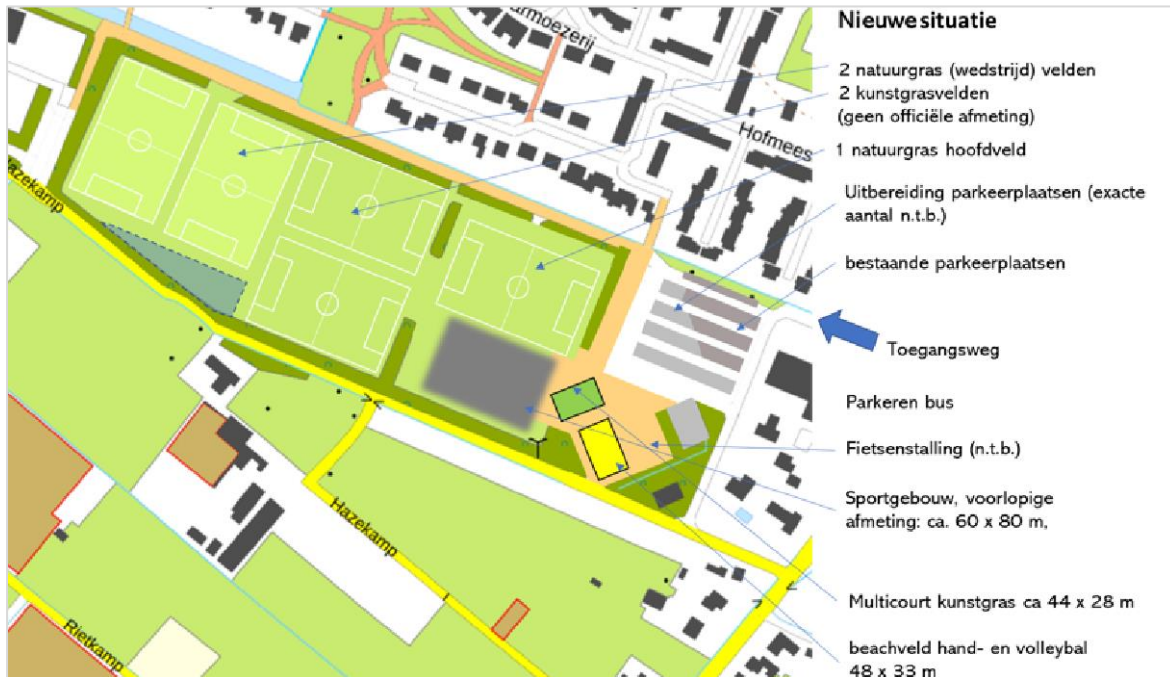 Nieuwe situatie
2 natuurgras (wedstrijd) velden
2 kunstgrasvelden
(geen officiële afmeting)
1 natuurgras hoofdveld
Uitbereiding parkeerplaatsen (exacte
aantal n.t.b.)
bestaande parkeerplaatsen
Toegangsweg
Parkeren bus
Fietsenstalling (n.t.b.)
Sportgebouw, voorlopige
afmeting: ca. 60 x 80 m,
Multicourt kunstgras ca 44 x 28 m
beachveld hand- en volleybal
48 x 33 m
armoezerij
Hofmees
Hazekamp
Hazekamp
Rietkamp